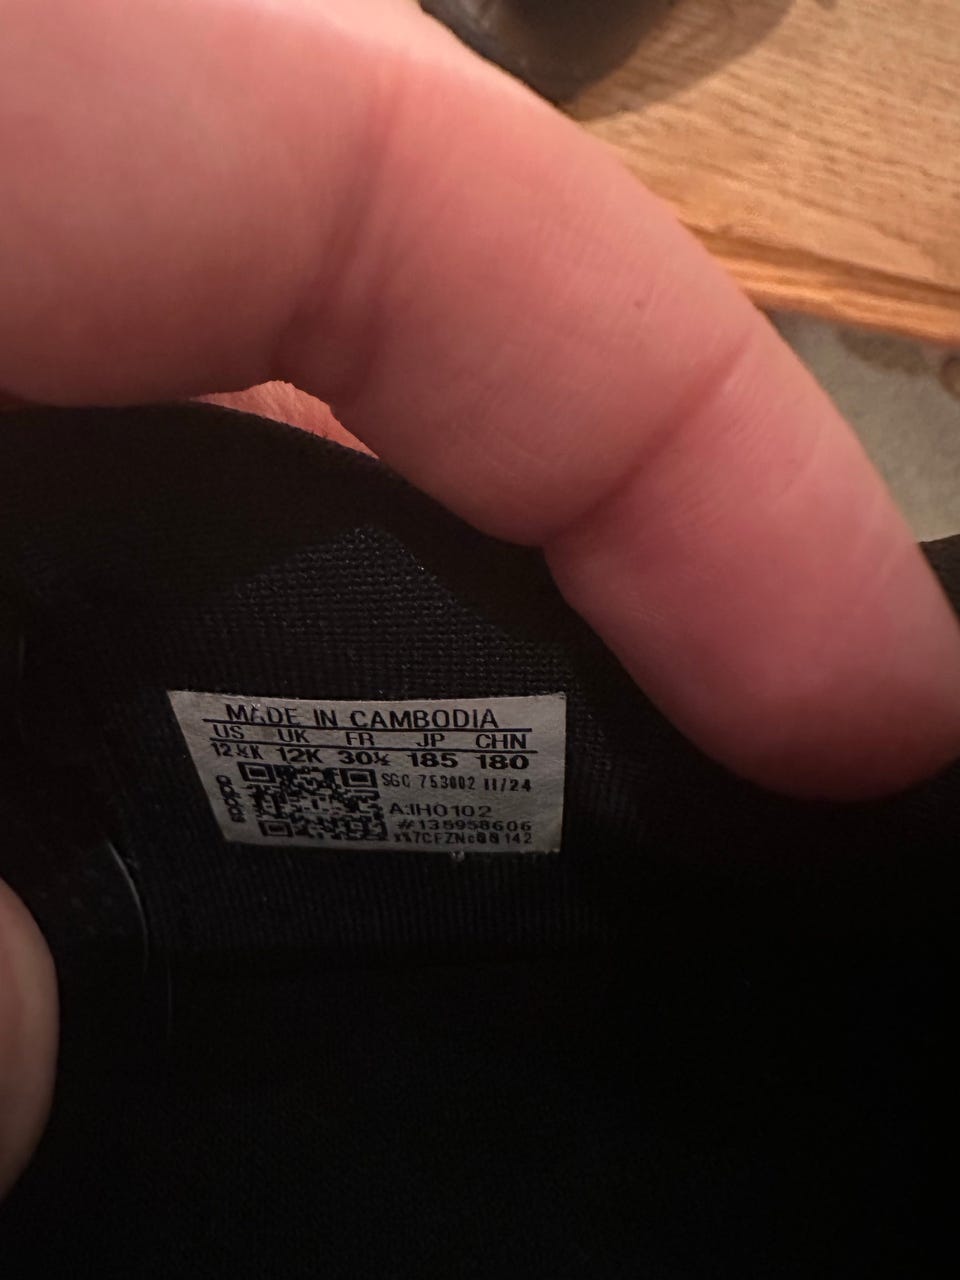 MADE IN CAMBODIA
US UK FR JP CHN
12½K 12K 30½ 185 180
SGC 753002 11/24
A:IH0102
#135958606
142